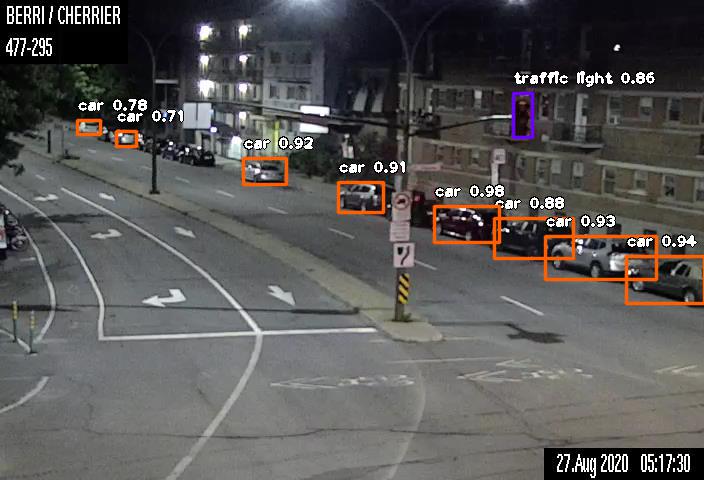 BERRI / CHERRIER
477-295
traffic light 0.86
car 0.78
car 0.71
car 0.92
car 0.91
car 0.98
car 0.88
car 0.93
car 0.94
27.Aug 2020 05:17:30